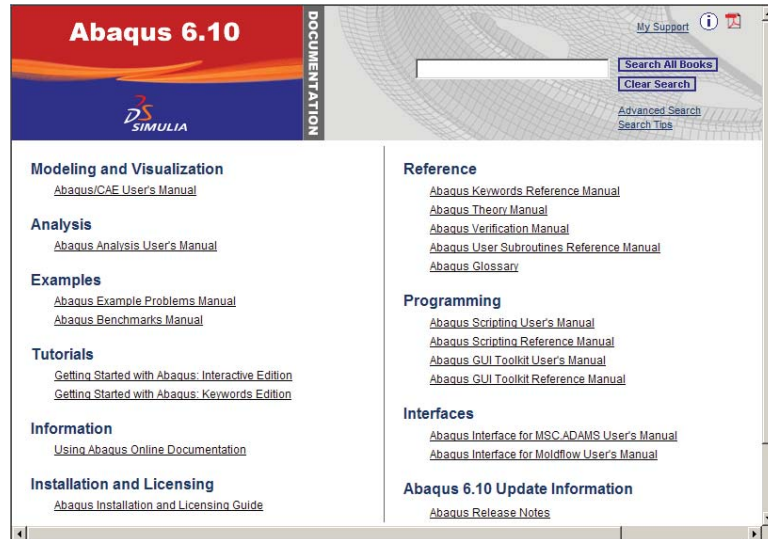 Abaqus 6.10
DOCUMENTATION
SIMULIA
My Support
Search All Books
Clear Search
Advanced Search
Search Tips
Modeling and Visualization
Abaqus/CAE User's Manual
Analysis
Abaqus Analysis User's Manual
Examples
Abaqus Example Problems Manual
Abaqus Benchmarks Manual
Tutorials
Getting Started with Abaqus: Interactive Edition
Getting Started with Abaqus: Keywords Edition
Information
Using Abaqus Online Documentation
Installation and Licensing
Abaqus Installation and Licensing Guide
Reference
Abaqus Keywords Reference Manual
Abaqus Theory Manual
Abaqus Verification Manual
Abaqus User Subroutines Reference Manual
Abaqus Glossary
Programming
Abaqus Scripting User's Manual
Abaqus Scripting Reference Manual
Abaqus GUI Toolkit User's Manual
Abaqus GUI Toolkit Reference Manual
Interfaces
Abaqus Interface for MSC.ADAMS User's Manual
Abaqus Interface for Moldflow User's Manual
Abaqus 6.10 Update Information
Abaqus Release Notes